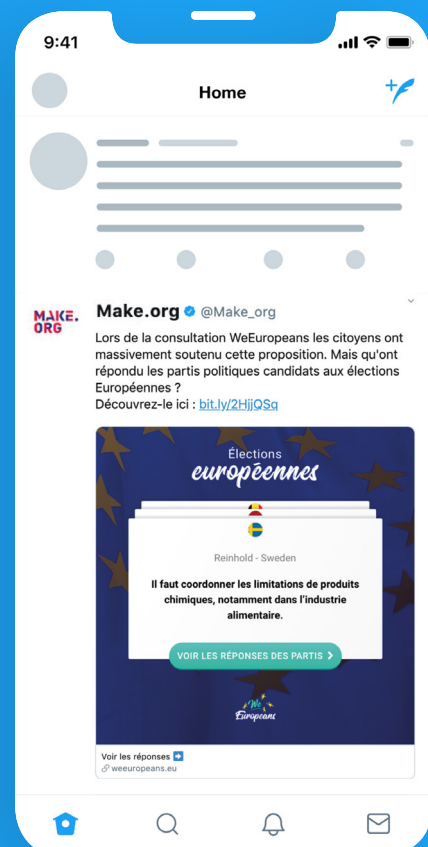 9:41
Home
MAKE.
ORG
Make.org @Make_org
Lors de la consultation WeEuropeans les citoyens ont
massivement soutenu cette proposition. Mais qu'ont
répondu les partis politiques candidats aux élections
Européennes ?
Découvrez-le ici : bit.ly/2HjjQSq
Élections
européennes
Reinhold - Sweden
Il faut coordonner les limitations de produits
chimiques, notamment dans l'industrie
alimentaire.
VOIR LES RÉPONSES DES PARTIS
We
Europeans
Voir les réponses
weeuropeans.eu